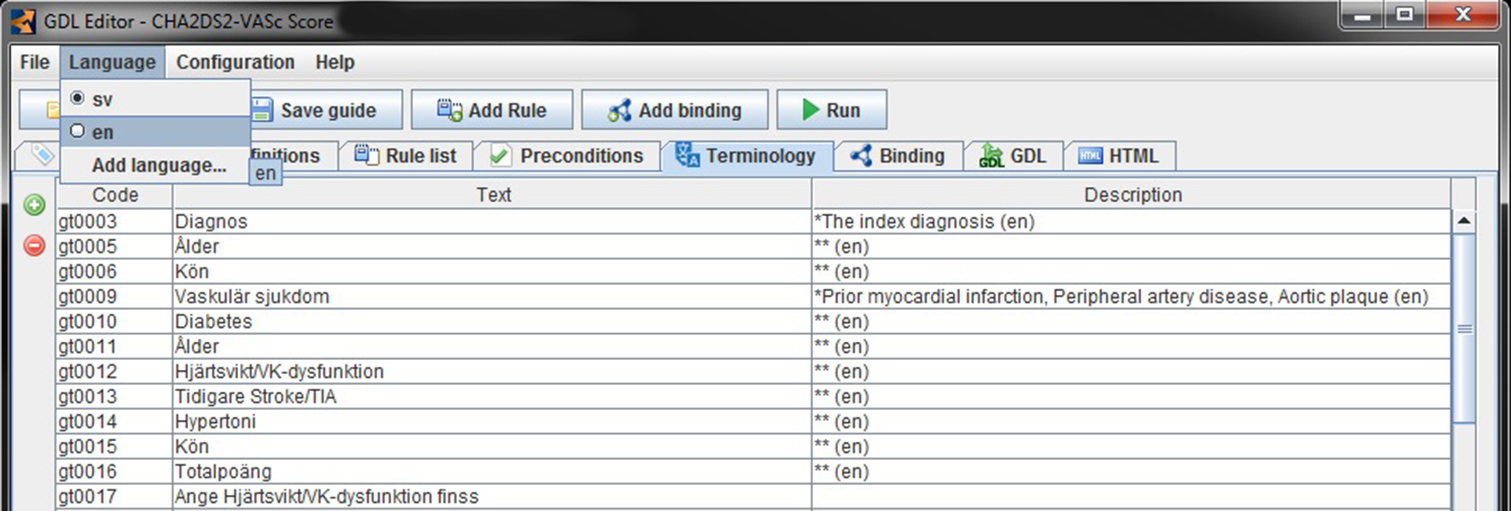 GDL Editor - CHA2DS2-VASc Score
File Language Configuration Help
sv
en
Add language...
en
Save guide Add Rule Add binding Run
finitions Rule list Preconditions Terminology Binding GDL HTML
Code Text Description
gt0003 Diagnos *The index diagnosis (en)
gt0005 Ålder ** (en)
gt0006 Kön ** (en)
gt0009 Vaskulär sjukdom *Prior myocardial infarction, Peripheral artery disease, Aortic plaque (en)
gt0010 Diabetes ** (en)
gt0011 Ålder ** (en)
gt0012 Hjärtsvikt/VK-dysfunktion ** (en)
gt0013 Tidigare Stroke/TIA ** (en)
gt0014 Hypertoni ** (en)
gt0015 Kön ** (en)
gt0016 Totalpoäng ** (en)
gt0017 Ange Hjärtsvikt/VK-dysfunktion finss